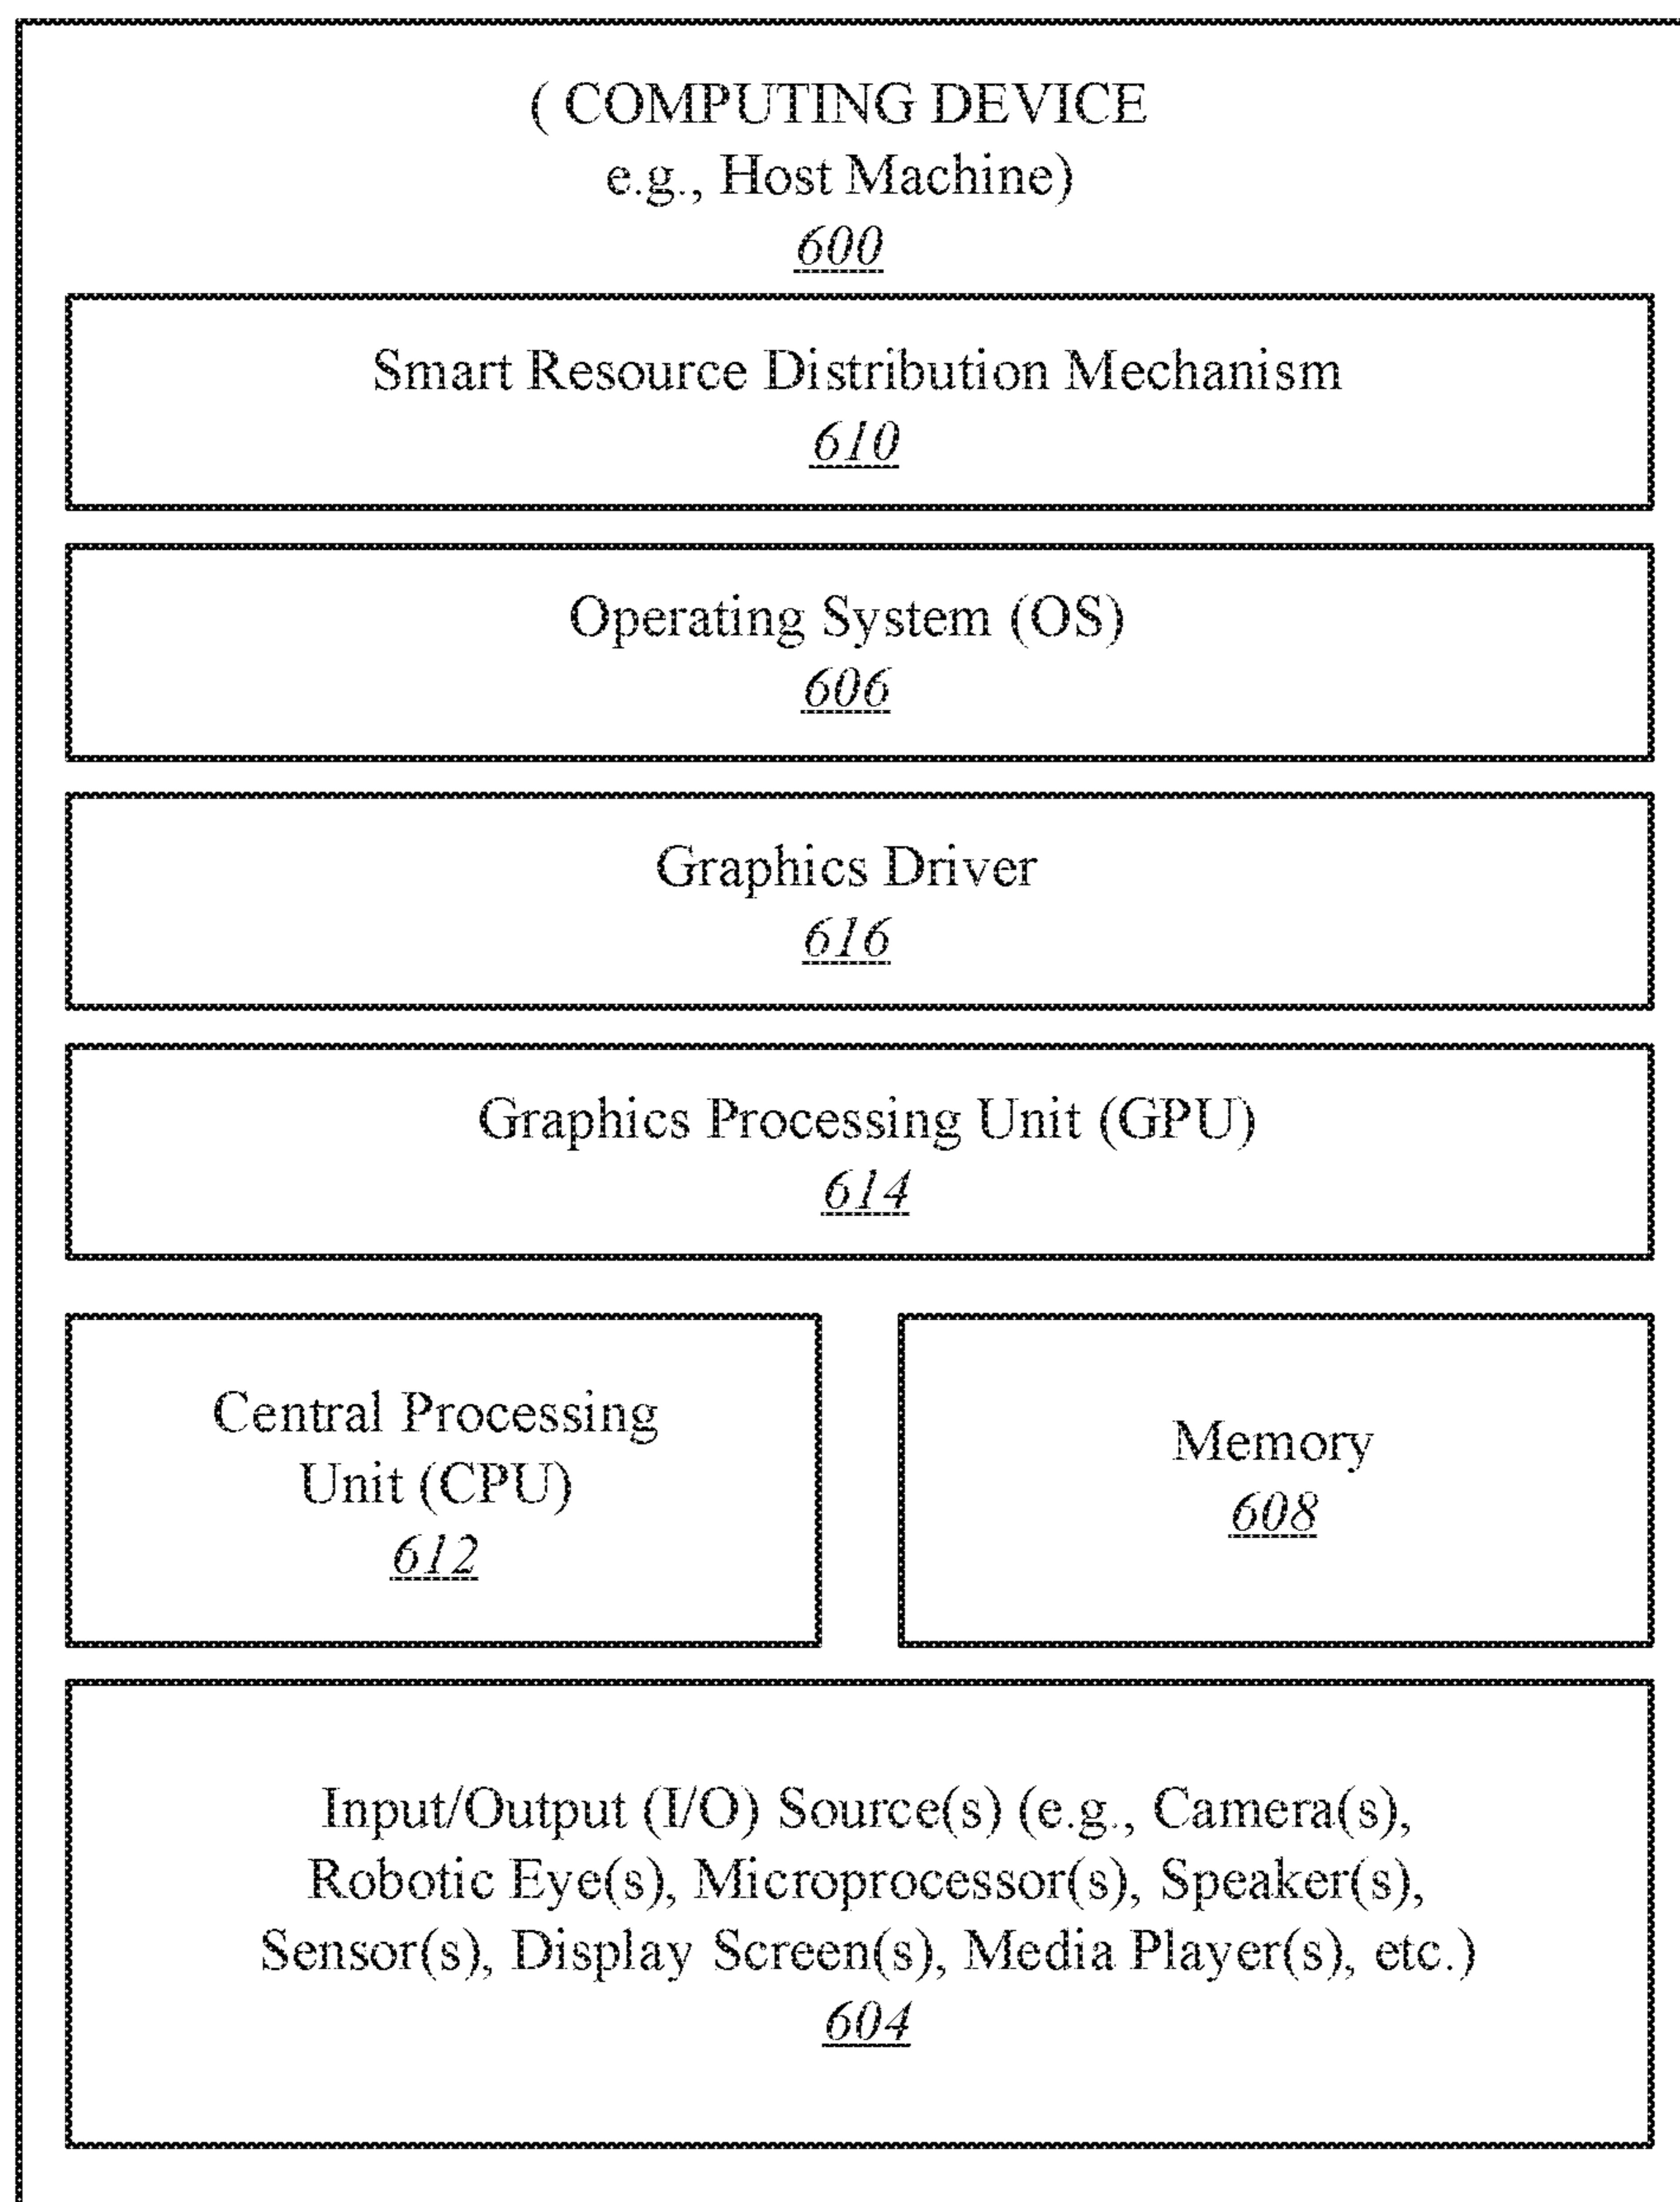 ( COMPUTING DEVICE
e.g., Host Machine)
600
Smart Resource Distribution Mechanism
610
Operating System (OS)
606
Graphics Driver
616
Graphics Processing Unit (GPU)
614
Central Processing
Unit (CPU)
612
Memory
608
Input/Output (I/O) Source(s) (e.g., Camera(s),
Robotic Eye(s), Microprocessor(s), Speaker(s),
Sensor(s), Display Screen(s), Media Player(s), etc.)
604